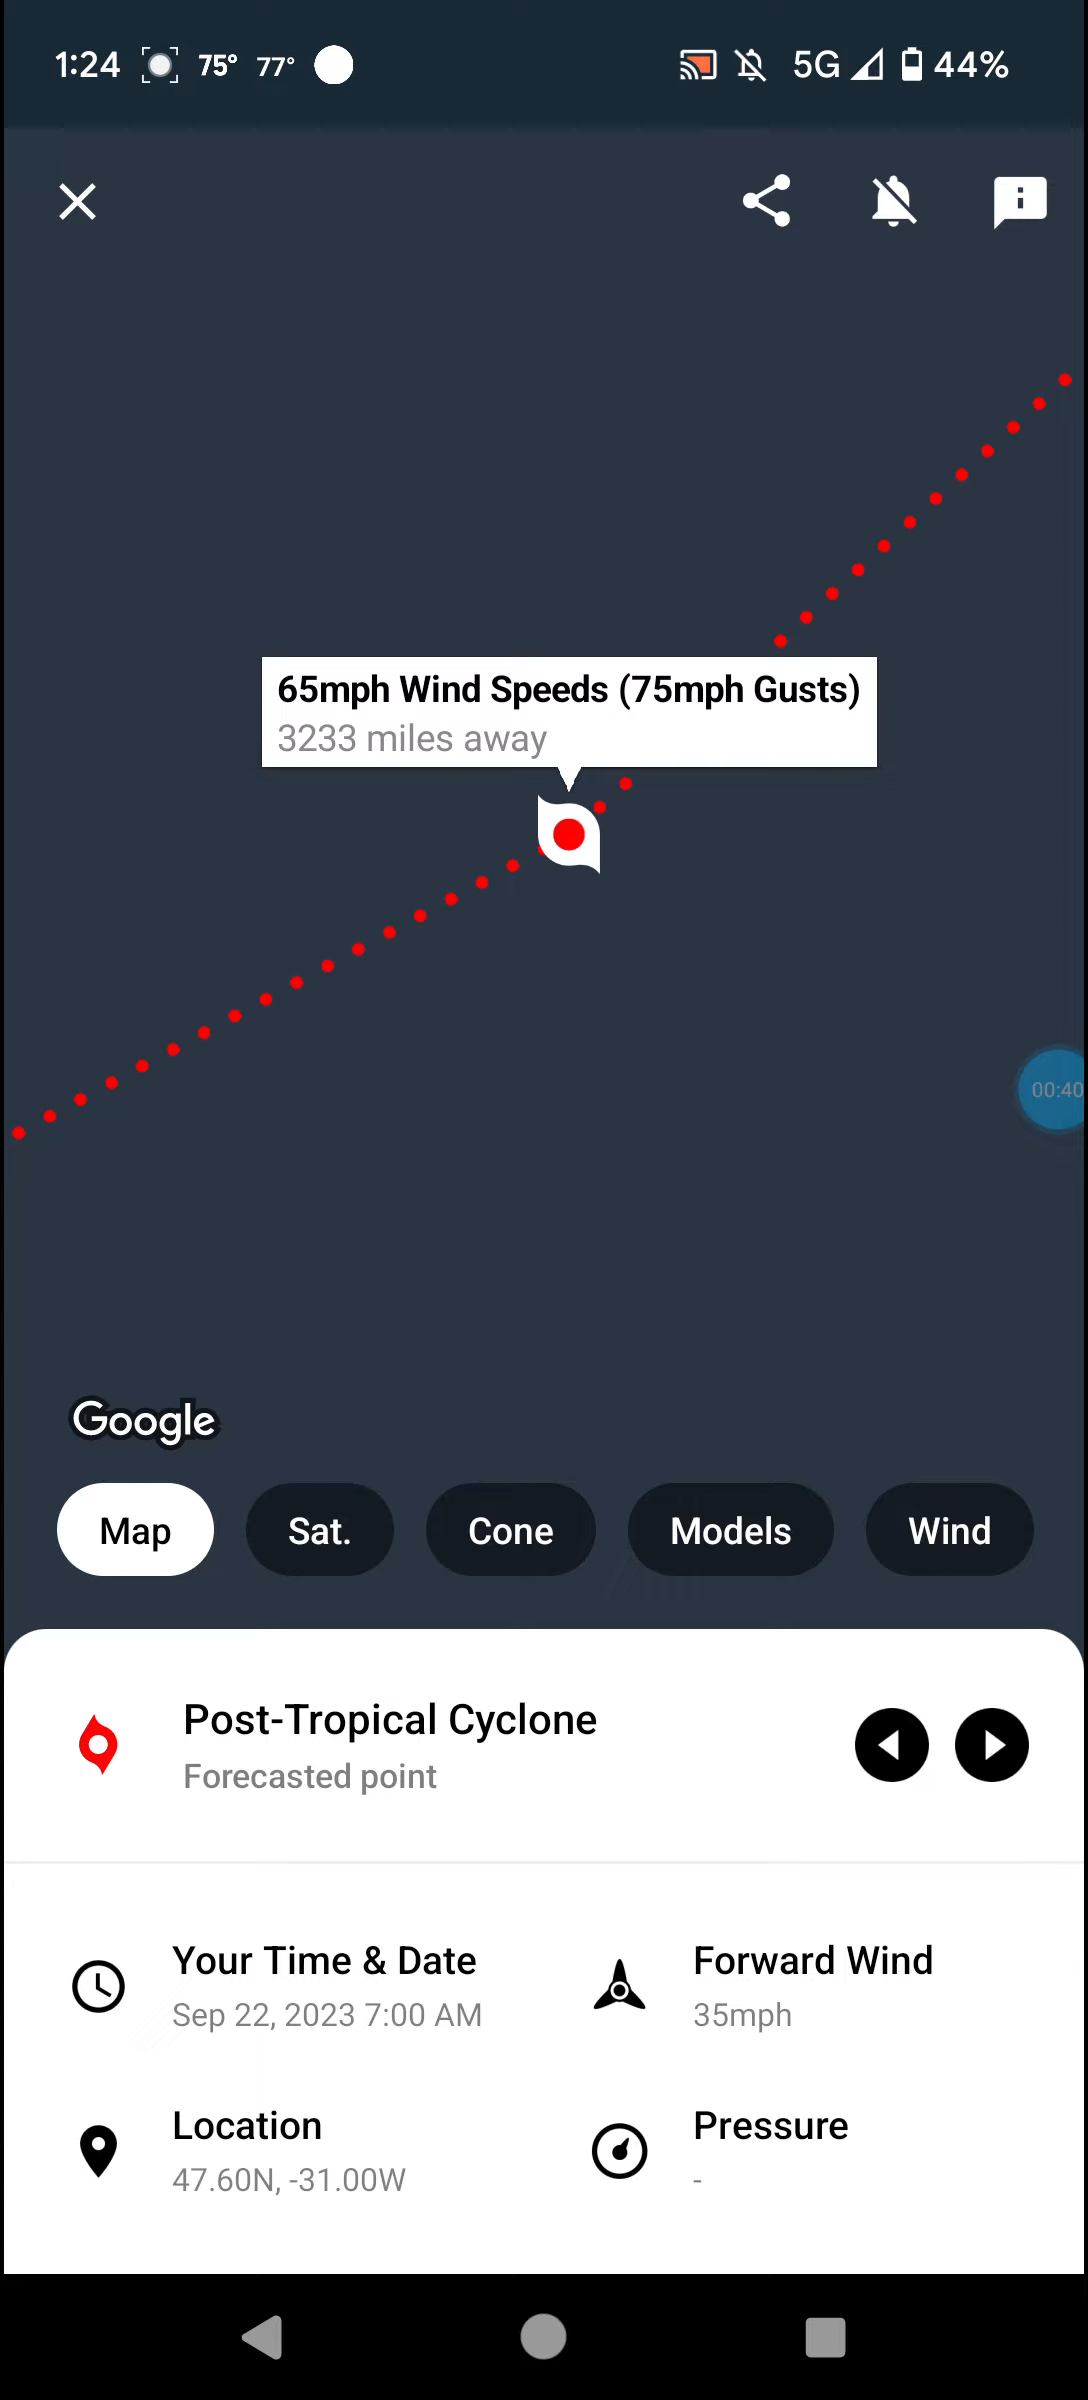 1:24 75° 77° 5G 44%
65mph Wind Speeds (75mph Gusts)
3233 miles away
00:40
Google
Map Sat. Cone Models Wind
Post-Tropical Cyclone
Forecasted point
Your Time & Date Forward Wind
Sep 22, 2023 7:00 AM 35mph
Location Pressure
47.60N, -31.00W -